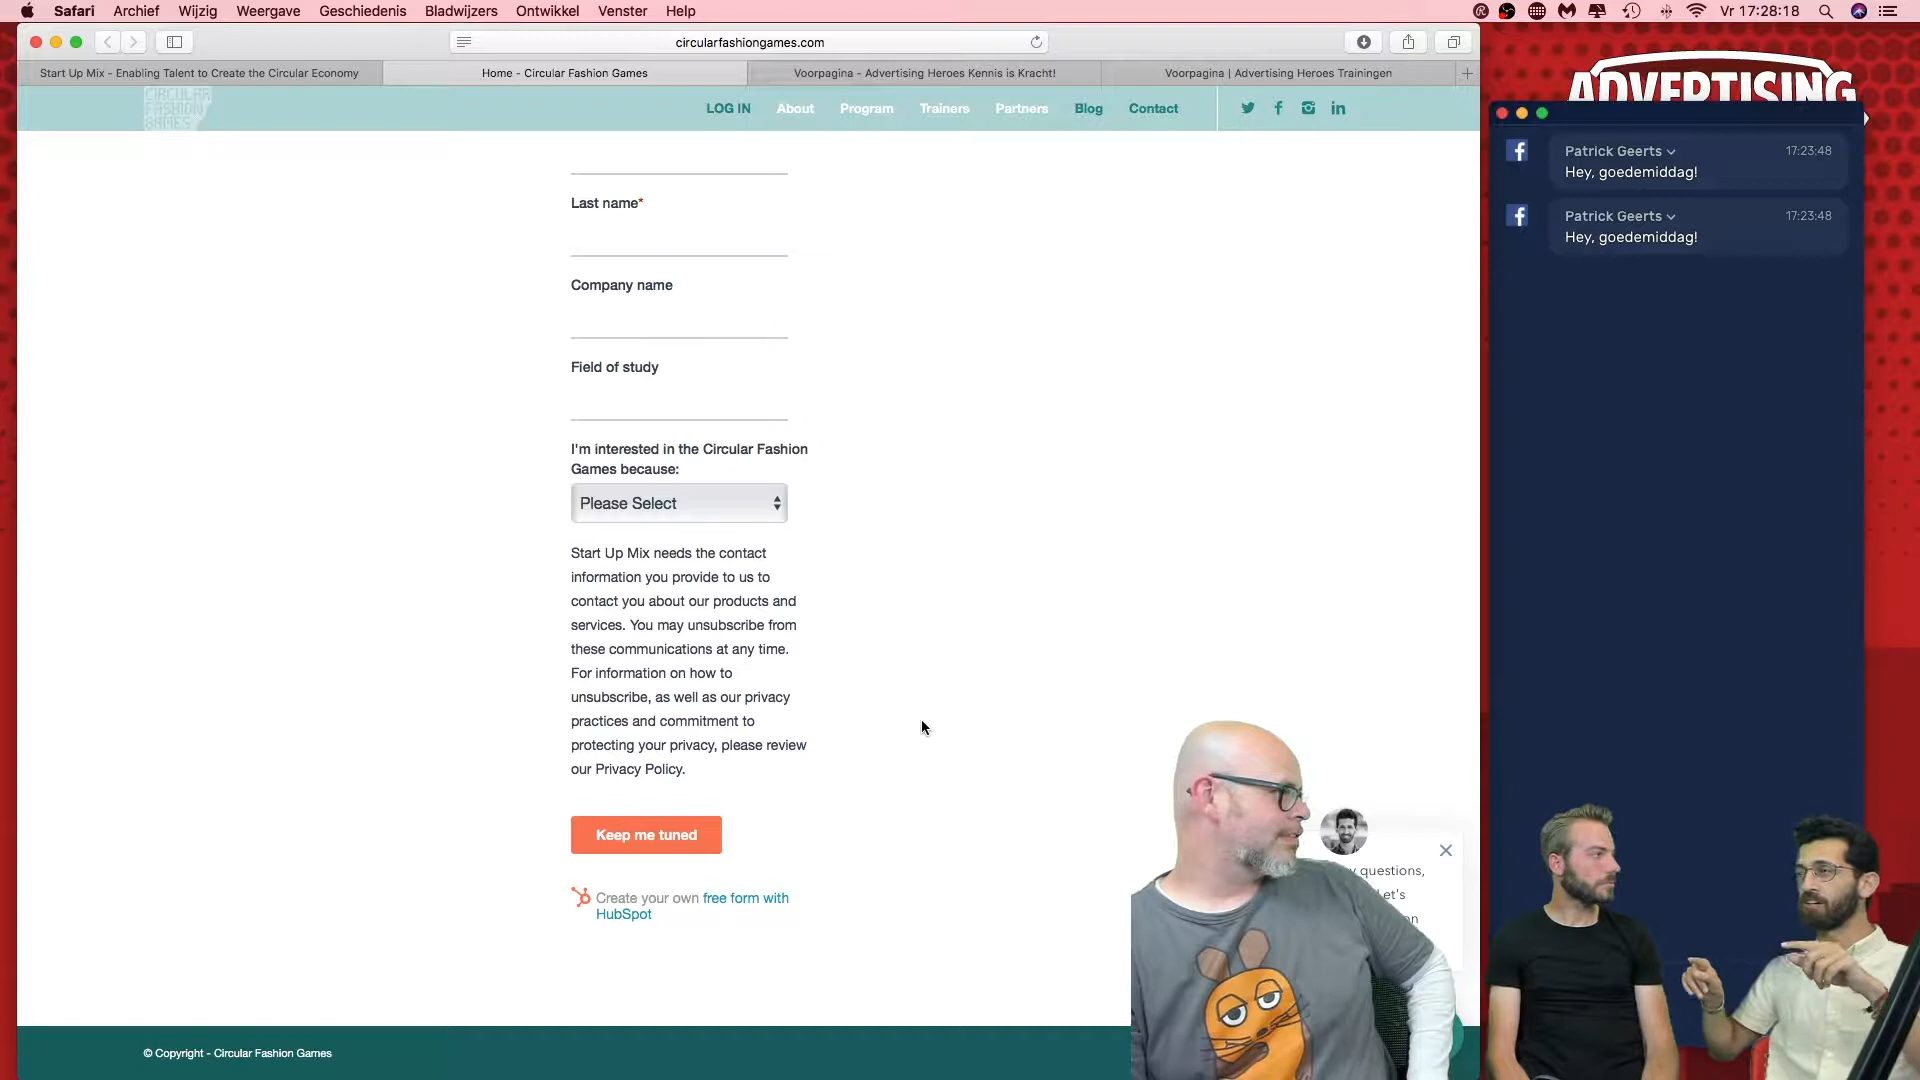 Safari Archief Wijzig Weergave Geschiedenis Bladwijzers Ontwikkel Venster Help
Vr 17:28:18
circularfashiongames.com
Start Up Mix - Enabling Talent to Create the Circular Economy
Home - Circular Fashion Games
Voorpagina - Advertising Heroes Kennis is Kracht!
Voorpagina | Advertising Heroes Trainingen
ADVERTISING
CIRCULAR
FASHION
GAMES
LOG IN About Program Trainers Partners Blog Contact
Patrick Geerts 17:23:48
Hey, goedemiddag!
Patrick Geerts 17:23:48
Hey, goedemiddag!
Last name*
Company name
Field of study
I'm interested in the Circular Fashion
Games because:
Please Select
Start Up Mix needs the contact
information you provide to us to
contact you about our products and
services. You may unsubscribe from
these communications at any time.
For information on how to
unsubscribe, as well as our privacy
practices and commitment to
protecting your privacy, please review
our Privacy Policy.
Keep me tuned
Create your own free form with
HubSpot
questions,
Let's
on
© Copyright - Circular Fashion Games